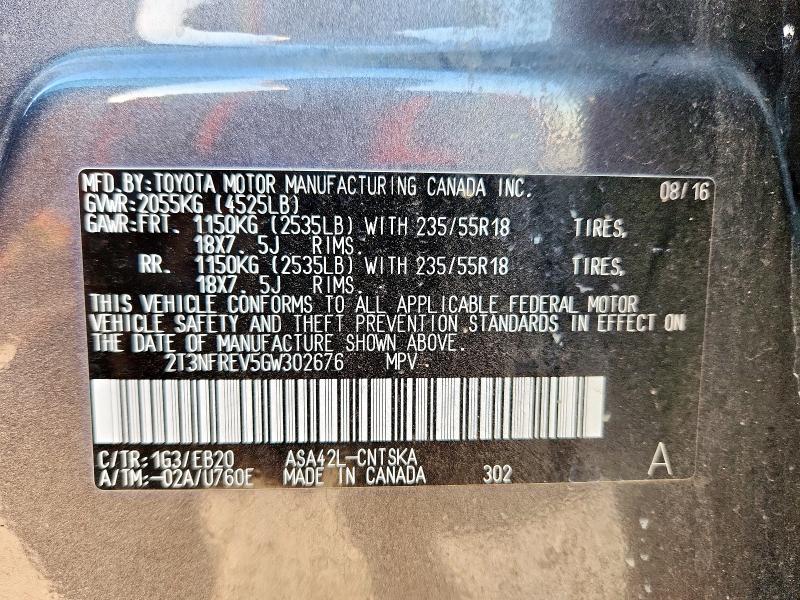 MFD.BY:TOYOTA MOTOR MANUFACTURING CANADA INC. 08/16
GVWR:2055KG (4525LB)
GAWR:FRT. 1150KG (2535LB) WITH 235/55R18 TIRES,
18X7. 5J RIMS.
RR. 1150KG (2535LB) WITH 235/55R18 TIRES,
18X7. 5J RIMS.
THIS VEHICLE CONFORMS TO ALL APPLICABLE FEDERAL MOTOR
VEHICLE SAFETY AND THEFT PREVENTION STANDARDS IN EFFECT ON
THE DATE OF MANUFACTURE SHOWN ABOVE.
2T3NFREV5GW302676 MPV
C/TR:1G3/EB20 ASA42L-CNTSKA
A/TM:-02A/U760E MADE IN CANADA 302 A